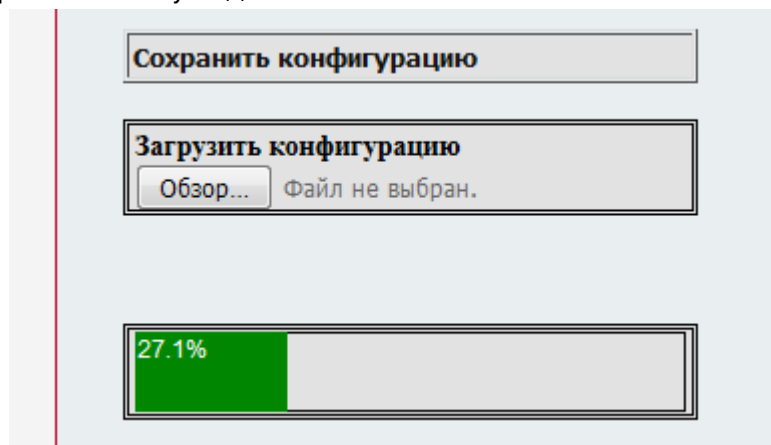 Сохранить конфигурацию
Загрузить конфигурацию
Обзор... Файл не выбран.
27.1%